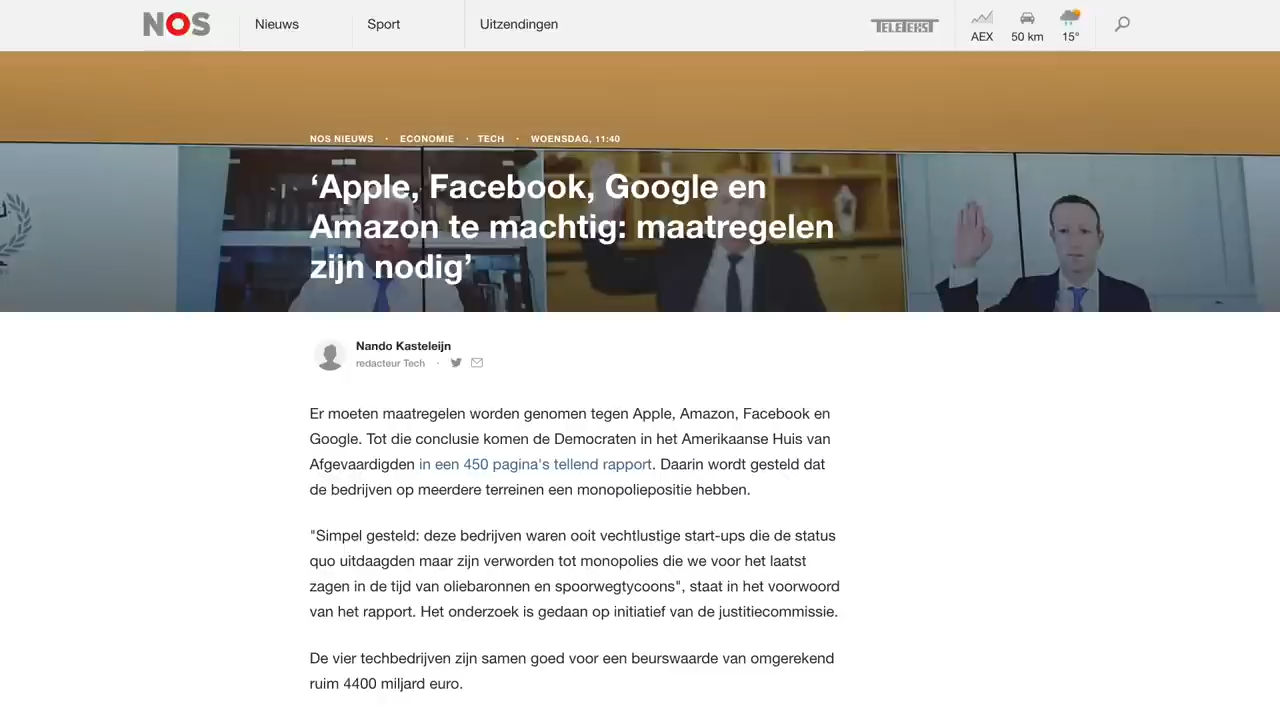 NOS
Nieuws
Sport
Uitzendingen
TELETEKST
AEX
50 km
15°
NOS NIEUWS · ECONOMIE · TECH · WOENSDAG, 11:40
‘Apple, Facebook, Google en
Amazon te machtig: maatregelen
zijn nodig’
Nando Kasteleijn
redacteur Tech ·
Er moeten maatregelen worden genomen tegen Apple, Amazon, Facebook en
Google. Tot die conclusie komen de Democraten in het Amerikaanse Huis van
Afgevaardigden in een 450 pagina's tellend rapport. Daarin wordt gesteld dat
de bedrijven op meerdere terreinen een monopoliepositie hebben.
"Simpel gesteld: deze bedrijven waren ooit vechtlustige start-ups die de status
quo uitdaagden maar zijn verworden tot monopolies die we voor het laatst
zagen in de tijd van oliebaronnen en spoorwegtycoons", staat in het voorwoord
van het rapport. Het onderzoek is gedaan op initiatief van de justitiecommissie.
De vier techbedrijven zijn samen goed voor een beurswaarde van omgerekend
ruim 4400 miljard euro.